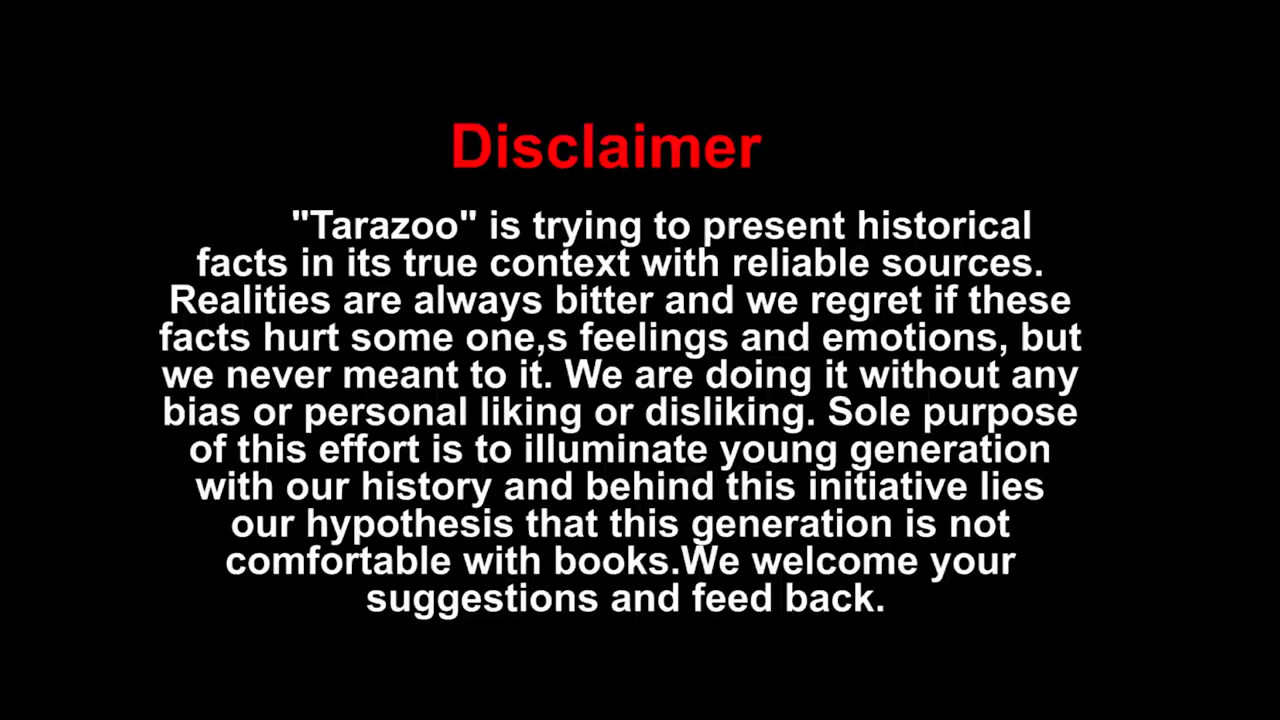 Disclaimer
"Tarazoo" is trying to present historical
facts in its true context with reliable sources.
Realities are always bitter and we regret if these
facts hurt some one,s feelings and emotions, but
we never meant to it. We are doing it without any
bias or personal liking or disliking. Sole purpose
of this effort is to illuminate young generation
with our history and behind this initiative lies
our hypothesis that this generation is not
comfortable with books.We welcome your
suggestions and feed back.